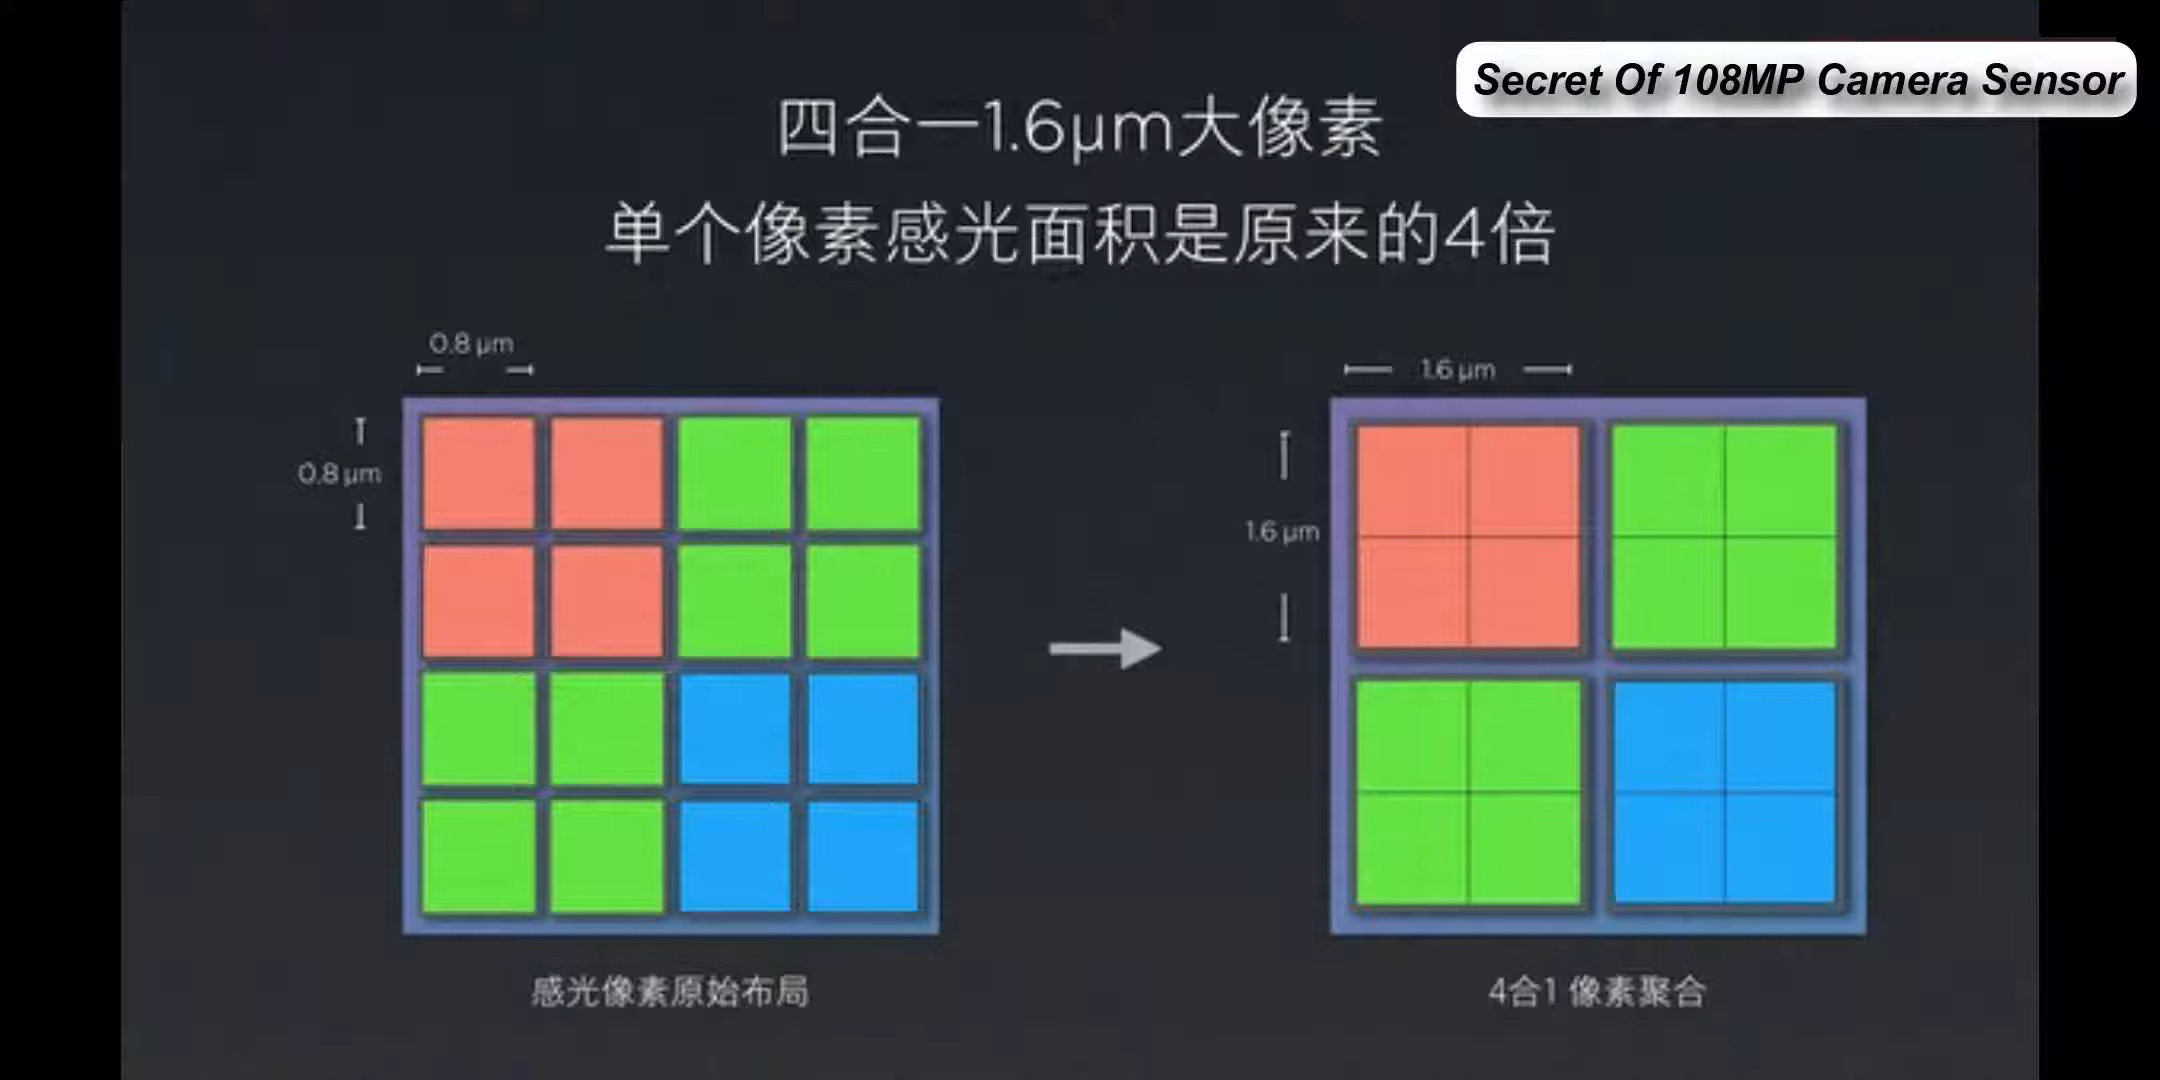 Secret Of 108MP Camera Sensor
四合一1.6μm大像素
单个像素感光面积是原来的4倍
0.8 μm
0.8 μm
1.6 μm
1.6 μm
感光像素原始布局
4合1 像素聚合